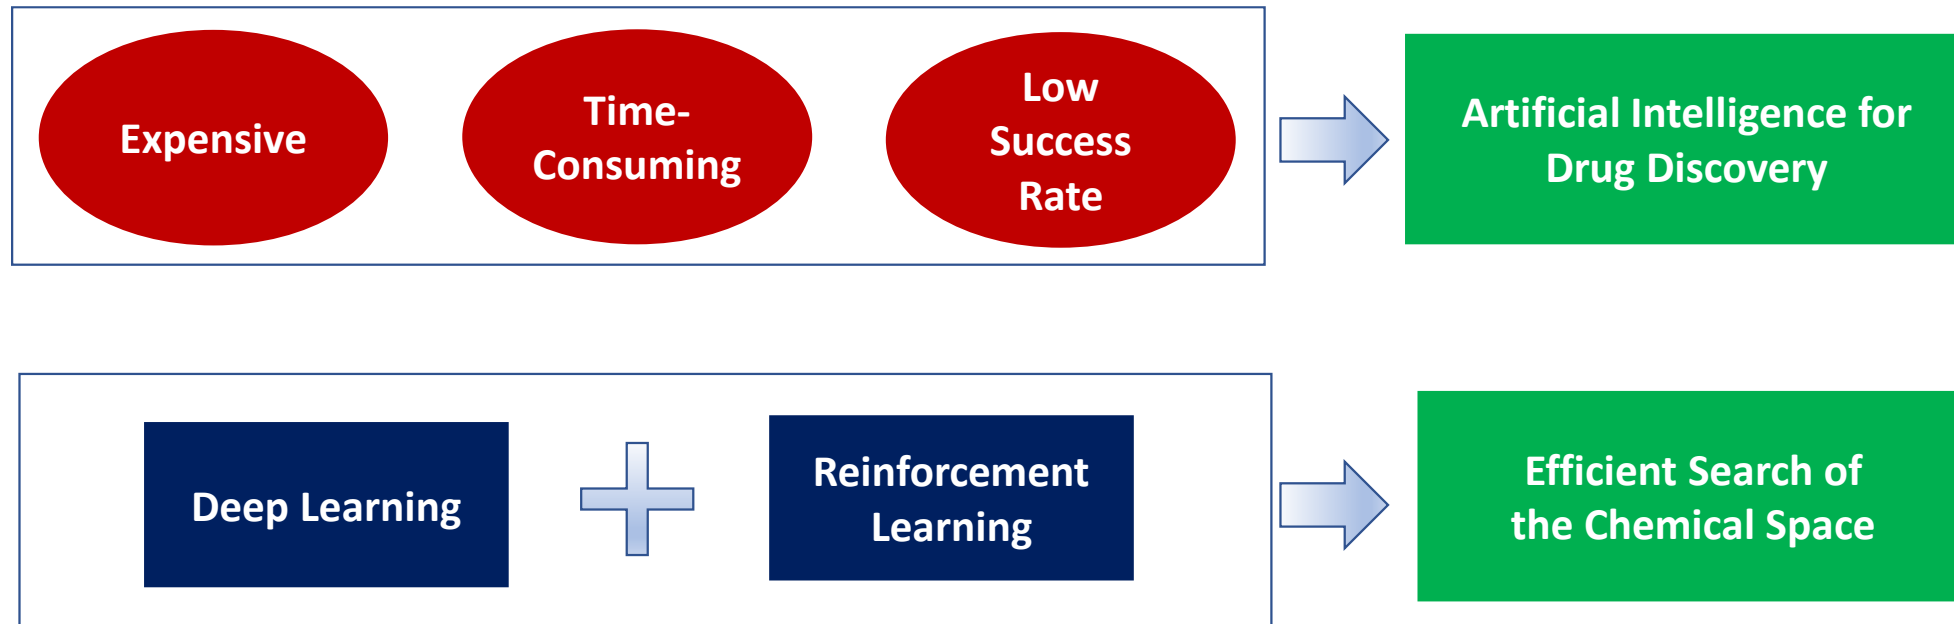 Expensive
Time-
Consuming
Low
Success
Rate
Artificial Intelligence for
Drug Discovery
Deep Learning
Reinforcement
Learning
Efficient Search of
the Chemical Space